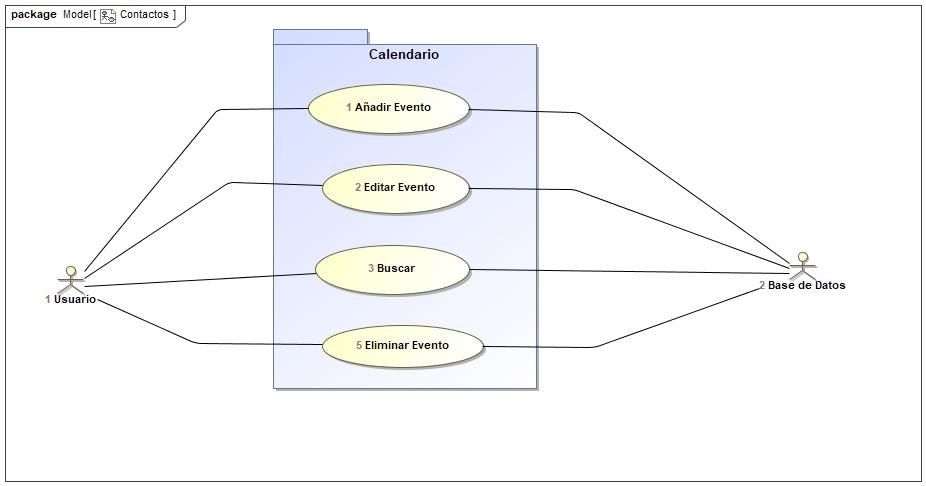 package Model[ Contactos ]
Calendario
1 Añadir Evento
2 Editar Evento
3 Buscar
1 Usuario
2 Base de Datos
5 Eliminar Evento